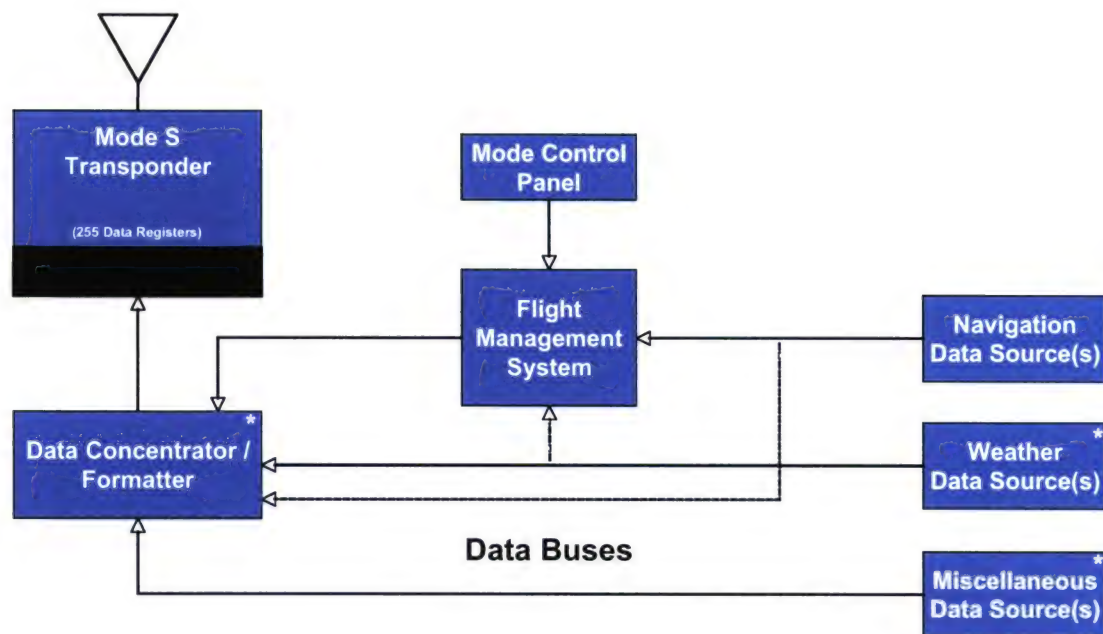 Mode S
Transponder
(255 Data Registers)
Mode Control
Panel
Flight
Management
System
Navigation
Data Source(s)
*
Data Concentrator /
Formatter
*
Weather
Data Source(s)
Data Buses
*
Miscellaneous
Data Source(s)